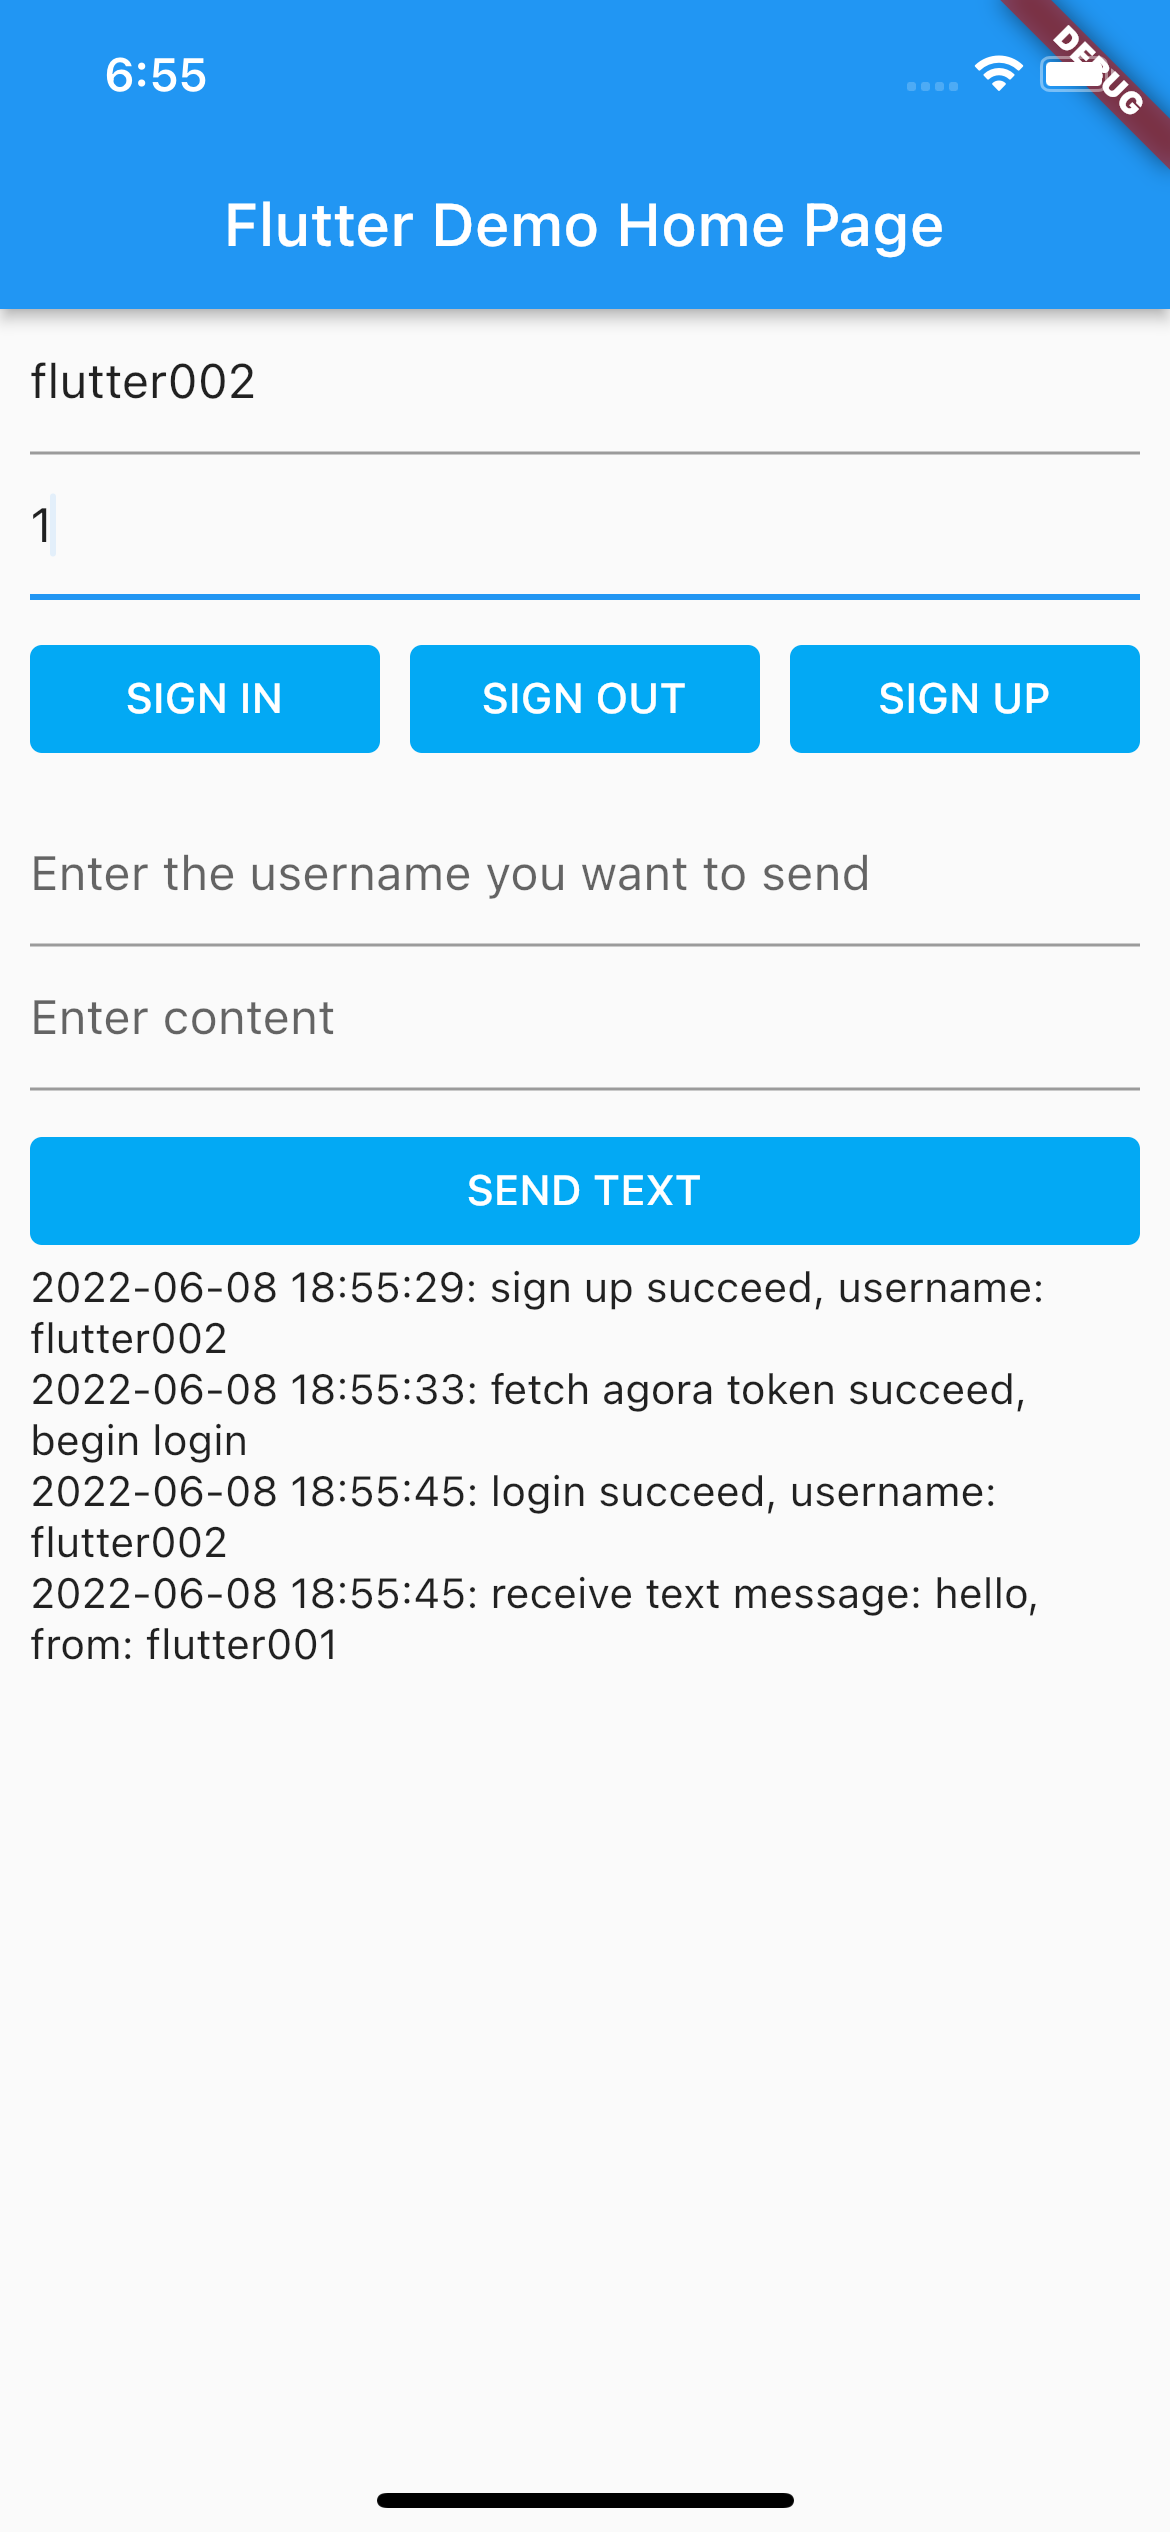 6:55
DEBUG
Flutter Demo Home Page
flutter002
1
SIGN IN
SIGN OUT
SIGN UP
Enter the username you want to send
Enter content
SEND TEXT
2022-06-08 18:55:29: sign up succeed, username:
flutter002
2022-06-08 18:55:33: fetch agora token succeed,
begin login
2022-06-08 18:55:45: login succeed, username:
flutter002
2022-06-08 18:55:45: receive text message: hello,
from: flutter001